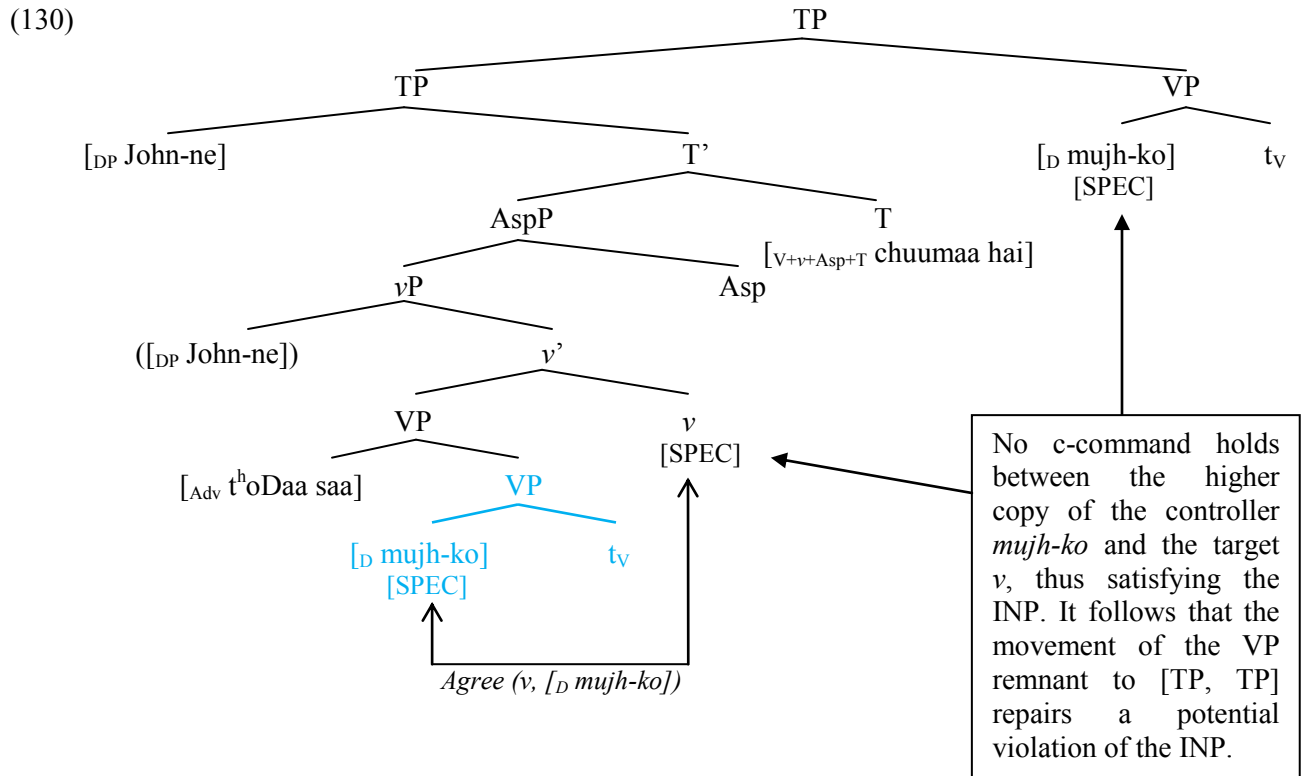 (130) TP
TP VP
[DP John-ne] T’ [D mujh-ko] tV
[SPEC]
AspP T
[V+v+Asp+T chuumaa hai]
vP Asp
([DP John-ne]) v’
VP v
[SPEC]
[Adv tʰoDaa saa] VP
[D mujh-ko] tV
[SPEC]
Agree (v, [D mujh-ko])
No c-command holds
between the higher
copy of the controller
mujh-ko and the target
v, thus satisfying the
INP. It follows that the
movement of the VP
remnant to [TP, TP]
repairs a potential
violation of the INP.